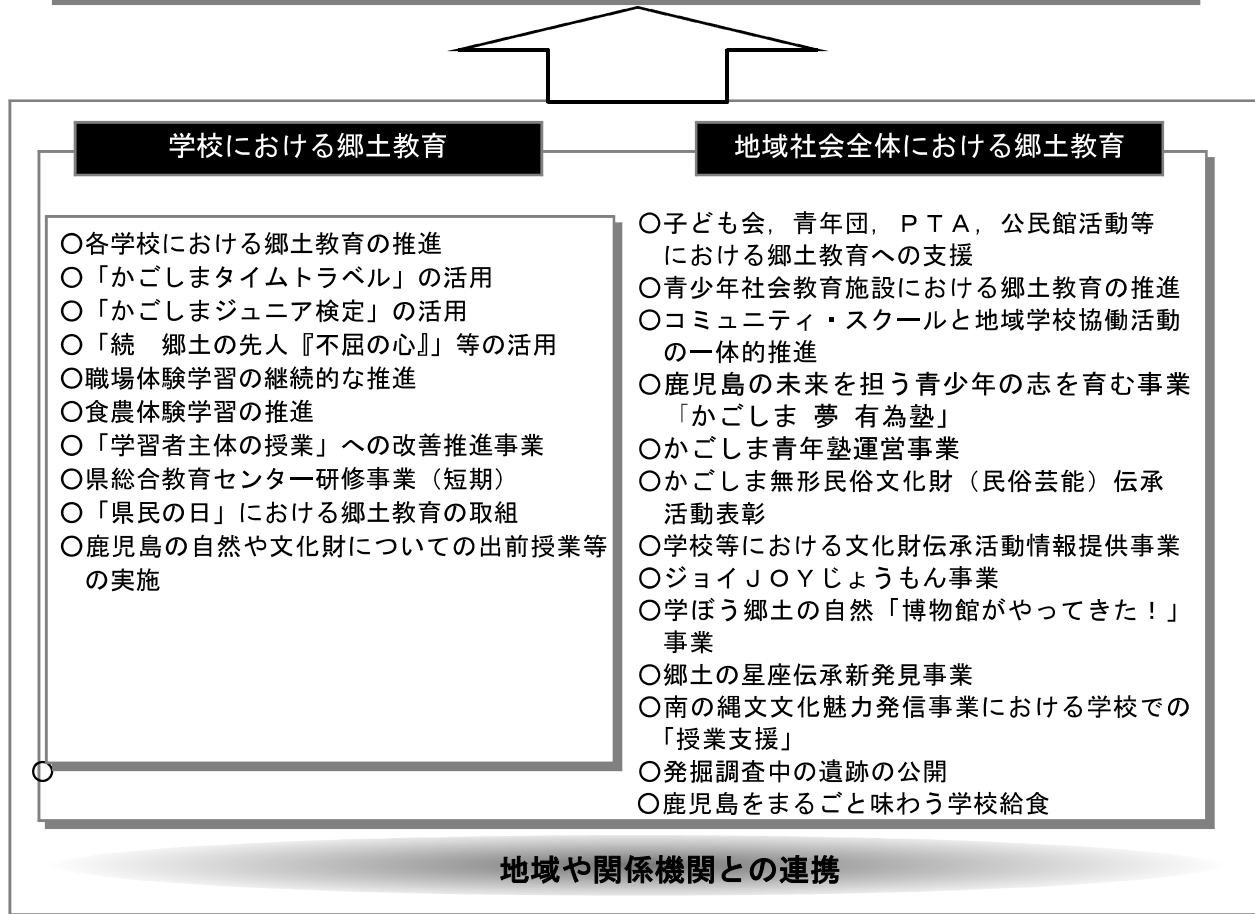 学校における郷土教育
○各学校における郷土教育の推進
○「かごしまタイムトラベル」の活用
○「かごしまジュニア検定」の活用
○「続　郷土の先人『不屈の心』」等の活用
○職場体験学習の継続的な推進
○食農体験学習の推進
○「学習者主体の授業」への改善推進事業
○県総合教育センター研修事業（短期）
○「県民の日」における郷土教育の取組
○鹿児島の自然や文化財についての出前授業等
の実施
○
地域社会全体における郷土教育
○子ども会，青年団，ＰＴＡ，公民館活動等
における郷土教育への支援
○青少年社会教育施設における郷土教育の推進
○コミュニティ・スクールと地域学校協働活動
の一体的推進
○鹿児島の未来を担う青少年の志を育む事業
「かごしま 夢 有為塾」
○かごしま青年塾運営事業
○かごしま無形民俗文化財（民俗芸能）伝承
活動表彰
○学校等における文化財伝承活動情報提供事業
○ジョイＪＯＹじょうもん事業
○学ぼう郷土の自然「博物館がやってきた！」
事業
○郷土の星座伝承新発見事業
○南の縄文文化魅力発信事業における学校での
「授業支援」
○発掘調査中の遺跡の公開
○鹿児島をまるごと味わう学校給食
地域や関係機関との連携